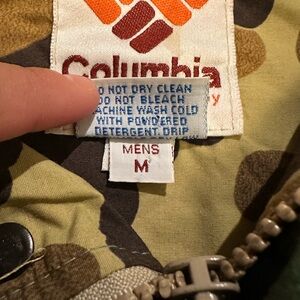 Columbia
y
DO NOT DRY CLEAN
DO NOT BLEACH
MACHINE WASH COLD
WITH POWDERED
DETERGENT. DRIP
MENS
M